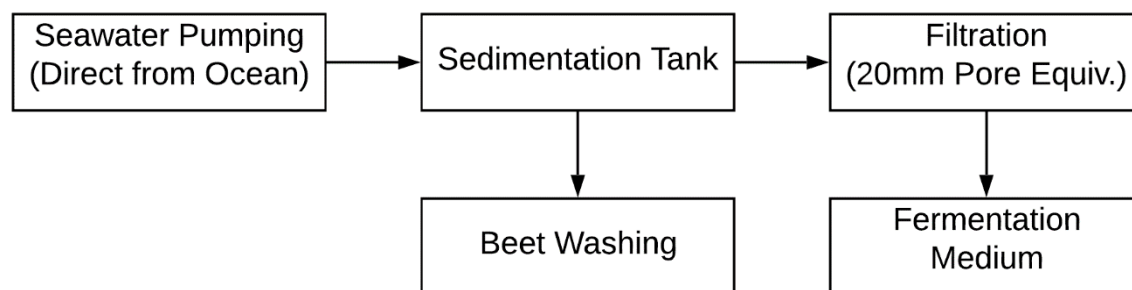 Seawater Pumping
(Direct from Ocean)
Sedimentation Tank
Filtration
(20mm Pore Equiv.)
Beet Washing
Fermentation
Medium